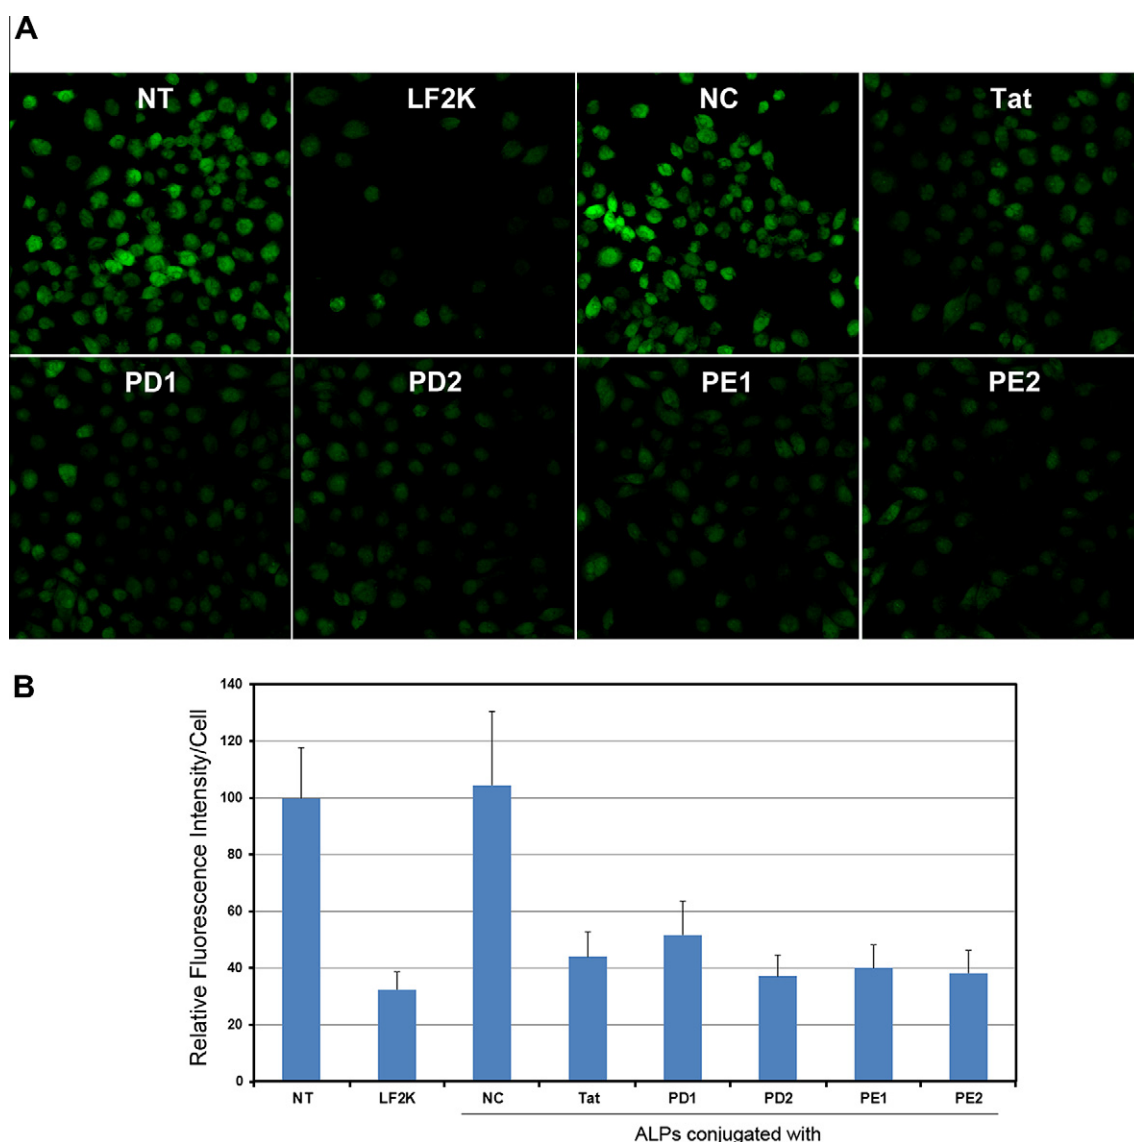 A
NT LF2K NC Tat
PD1 PD2 PE1 PE2
B
Relative Fluorescence Intensity/Cell
140
120
100
80
60
40
20
0
NT LF2K NC Tat PD1 PD2 PE1 PE2
ALPs conjugated with